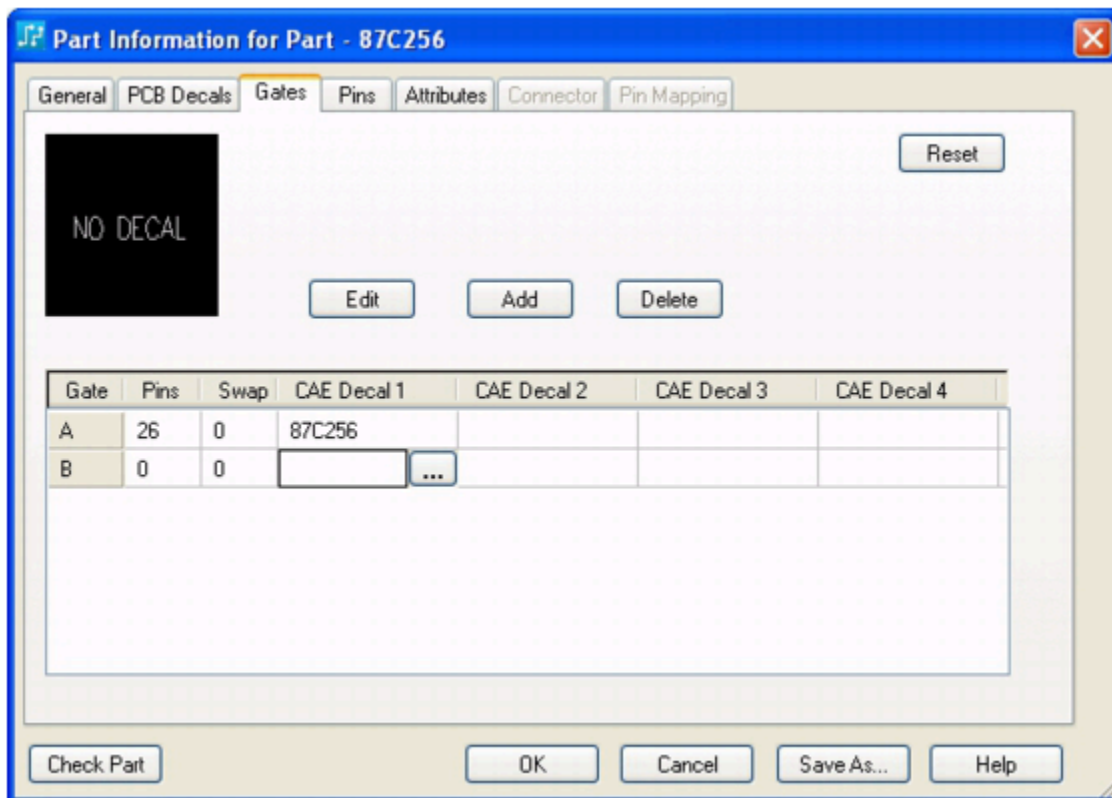 Part Information for Part - 87C256
General PCB Decals Gates Pins Attributes Connector Pin Mapping
Reset
NO DECAL
Edit Add Delete
Gate Pins Swap CAE Decal 1 CAE Decal 2 CAE Decal 3 CAE Decal 4
A 26 0 87C256
B 0 0 ...
Check Part OK Cancel Save As... Help